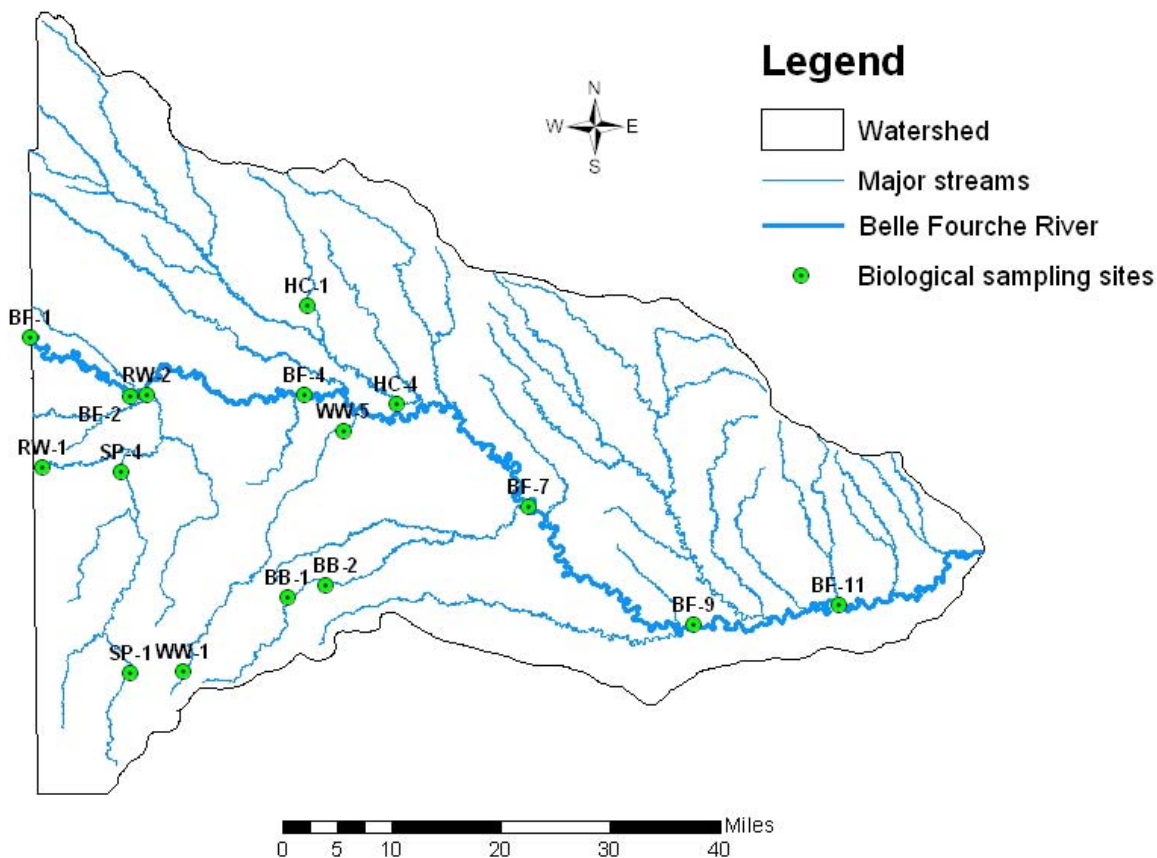 Legend
Watershed
Major streams
Belle Fourche River
Biological sampling sites
N
W E
S
HC-1
BF-1
RW-2
BF-4
HC-4
BF-2
WW-5
RW-1
SP-4
BF-7
BB-1
BB-2
BF-11
BF-9
SP-1
WW-1
Miles
0 5 10 20 30 40